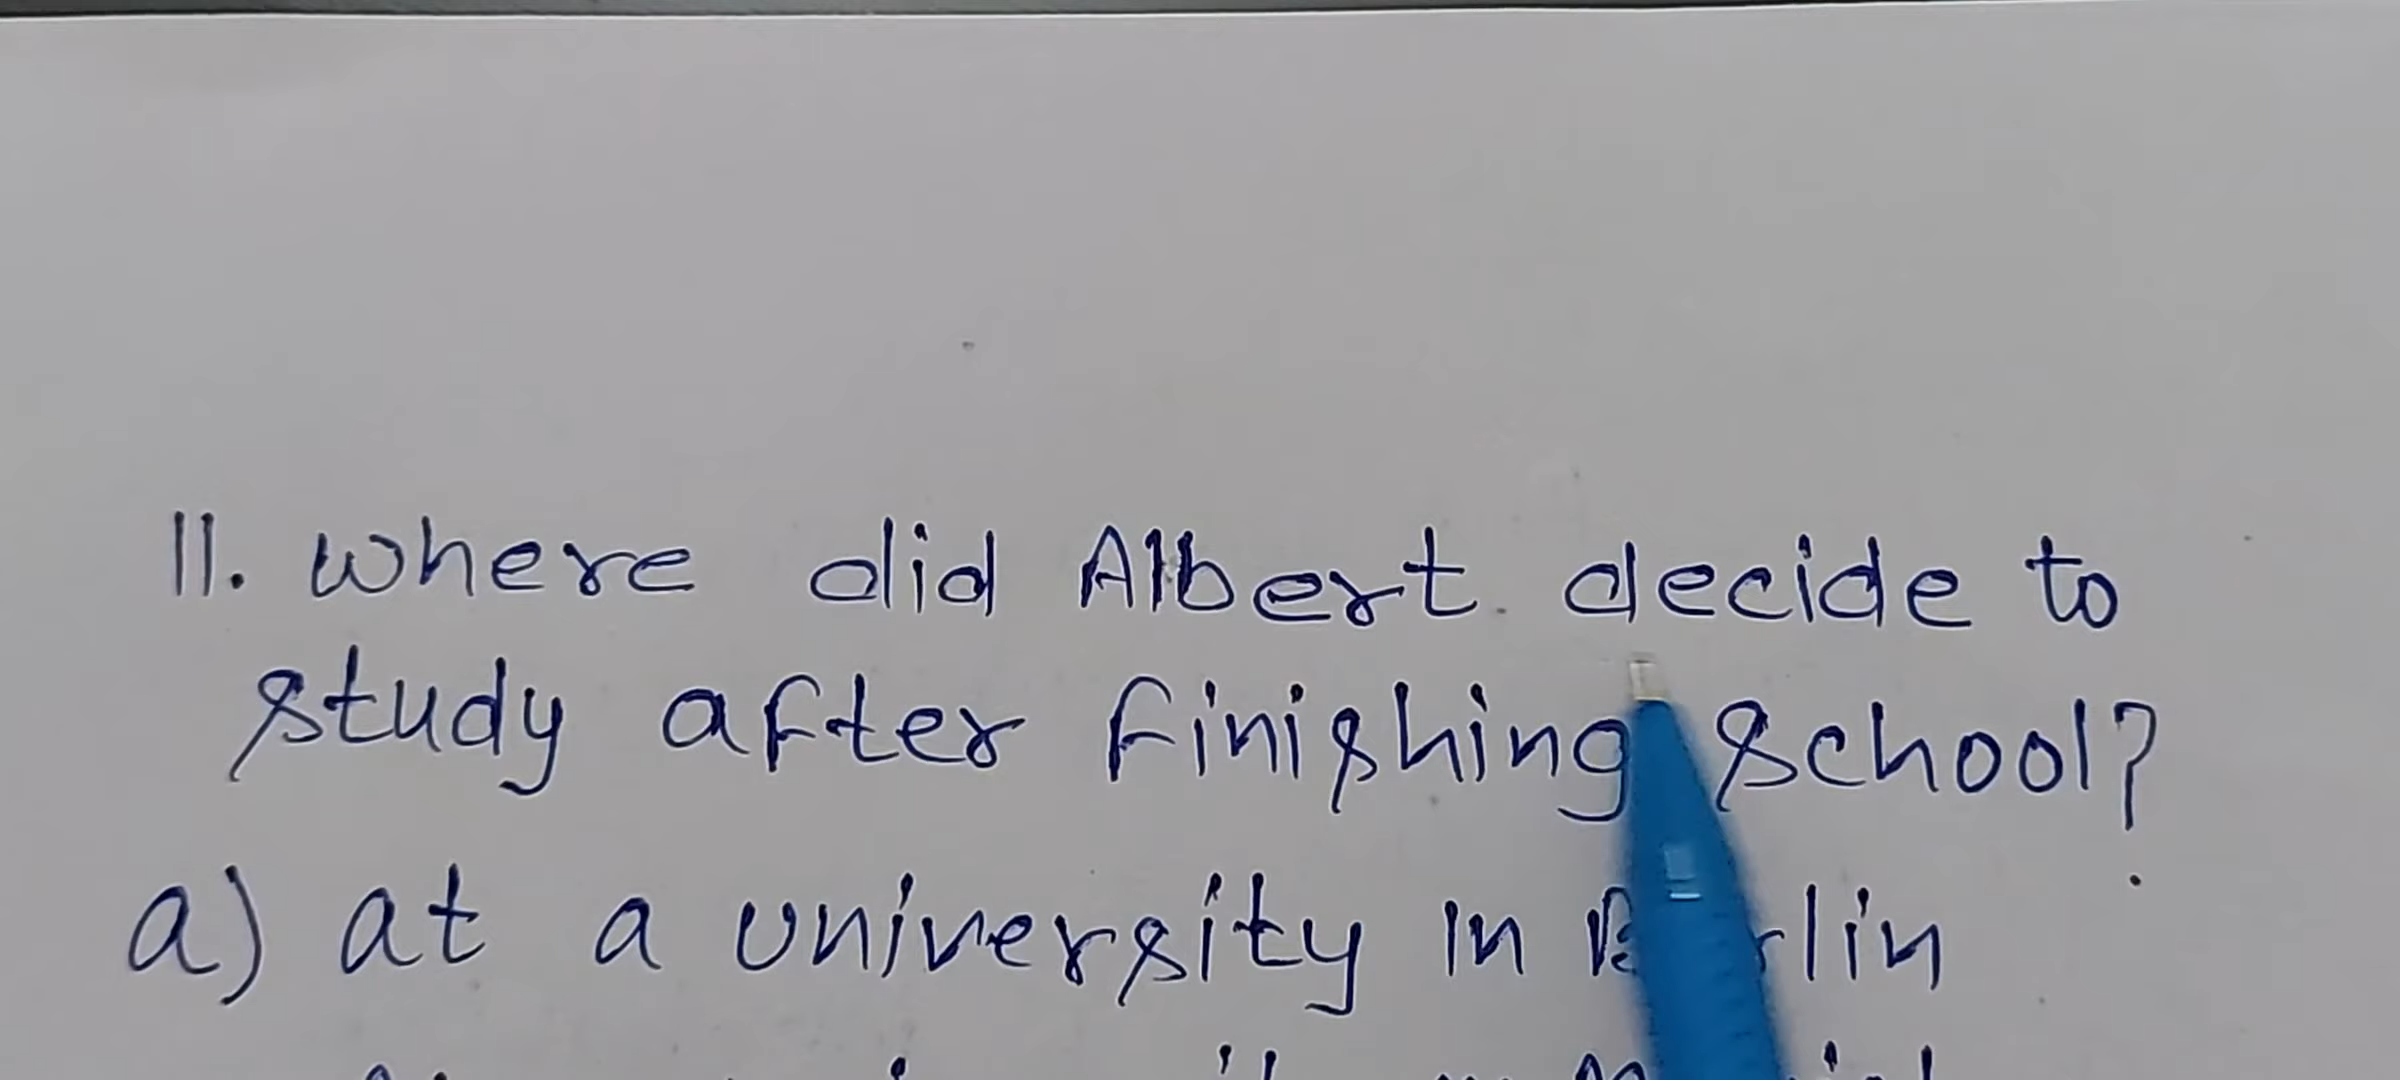 11. where did Albert decide to
study after finishing school?
a) at a university in